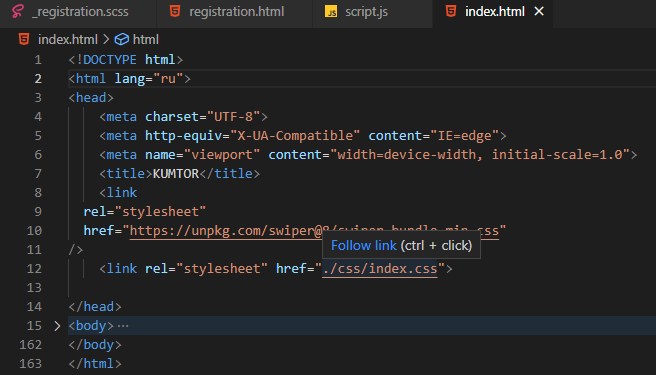 _registration.scss registration.html JS script.js index.html
index.html > html
1 <!DOCTYPE html>
2 <html lang="ru">
3 <head>
4 <meta charset="UTF-8">
5 <meta http-equiv="X-UA-Compatible" content="IE=edge">
6 <meta name="viewport" content="width=device-width, initial-scale=1.0">
7 <title>KUMTOR</title>
8 <link
9 rel="stylesheet"
10 href="https://unpkg.com/swiper@8/swiper-bundle.min.css"
Follow link (ctrl + click)
11 />
12 <link rel="stylesheet" href="./css/index.css">
13
14 </head>
15 <body>…
162 </body>
163 </html>